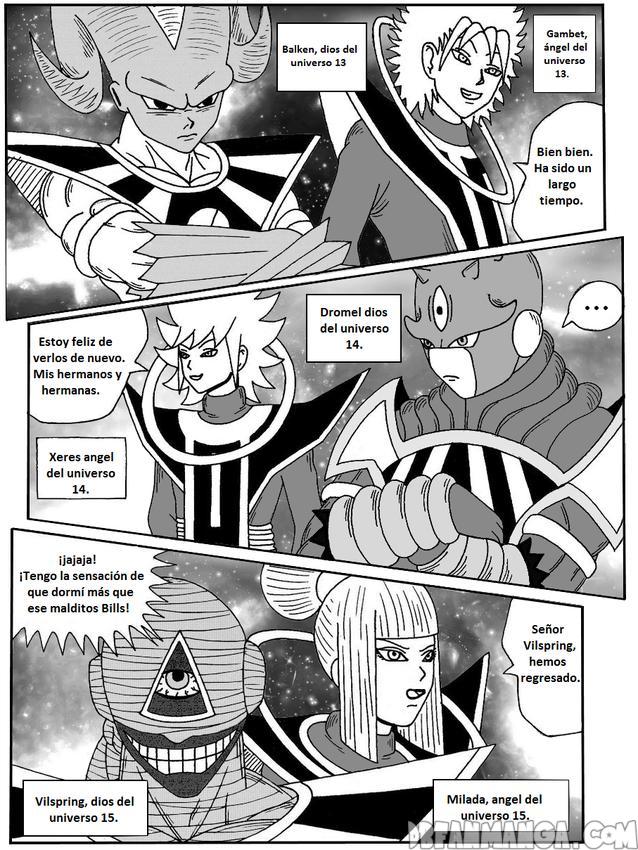 Balken, dios del
universo 13
Gambet,
ángel del
universo
13.
Bien bien.
Ha sido un
largo
tiempo.
Estoy feliz de
verlos de nuevo.
Mis hermanos y
hermanas.
Dromel dios
del universo
14.
...
Xeres angel
del universo
14.
¡jajaja!
¡Tengo la sensación de
que dormí más que
ese malditos Bills!
Señor
Vilspring,
hemos
regresado.
Vilspring, dios del
universo 15.
Milada, angel del
universo 15.
DBFANMANGA.COM